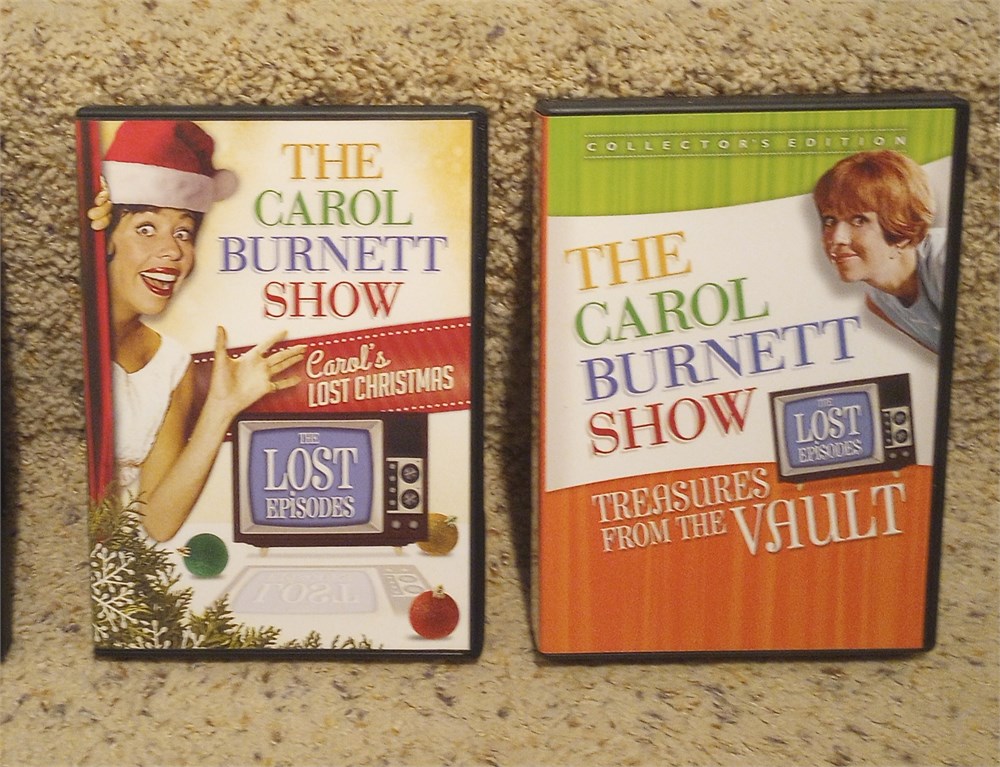 THE
CAROL
BURNETT
SHOW
Carol's
LOST CHRISTMAS
THE
LOST
EPiSODES
LOST
COLLECTOR'S EDITION
THE
CAROL
BURNETT
SHOW
THE
LOST
EPiSODES
TREASURES
FROM THE VAULT